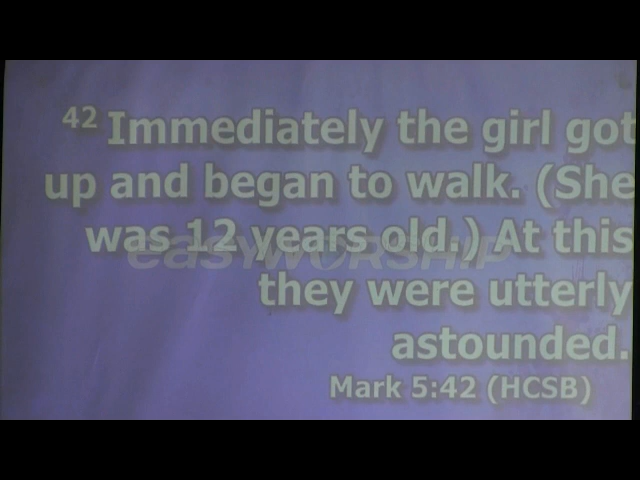 42 Immediately the girl got
up and began to walk. (She
was 12 years old.) At this
easyworship
they were utterly
astounded.
Mark 5:42 (HCSB)